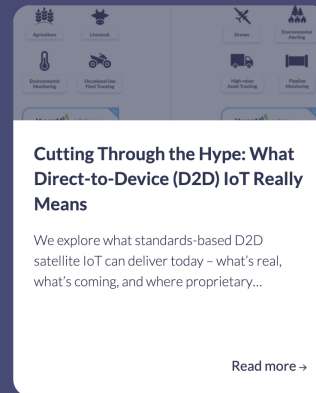 Agriculture
Livestock
Drones
Environmental
Alerting
Environmental
Monitoring
Occasional-Use
Fleet Tracking
High-value
Asset Tracking
Pipeline
Monitoring
Cutting Through the Hype: What
Direct-to-Device (D2D) IoT Really
Means
We explore what standards-based D2D
satellite IoT can deliver today – what's real,
what's coming, and where proprietary...
Read more →